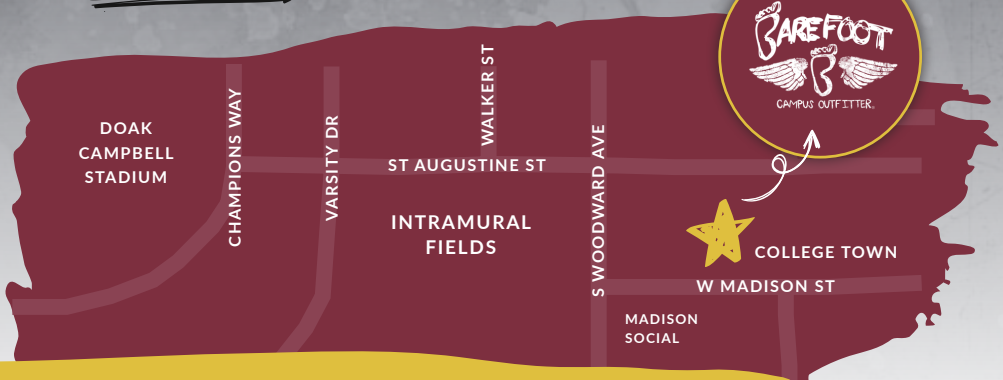 BAREFOOT
CAMPUS OUTFITTER
DOAK
CAMPBELL
STADIUM
CHAMPIONS WAY
VARSITY DR
WALKER ST
ST AUGUSTINE ST
INTRAMURAL
FIELDS
S WOODWARD AVE
COLLEGE TOWN
W MADISON ST
MADISON
SOCIAL